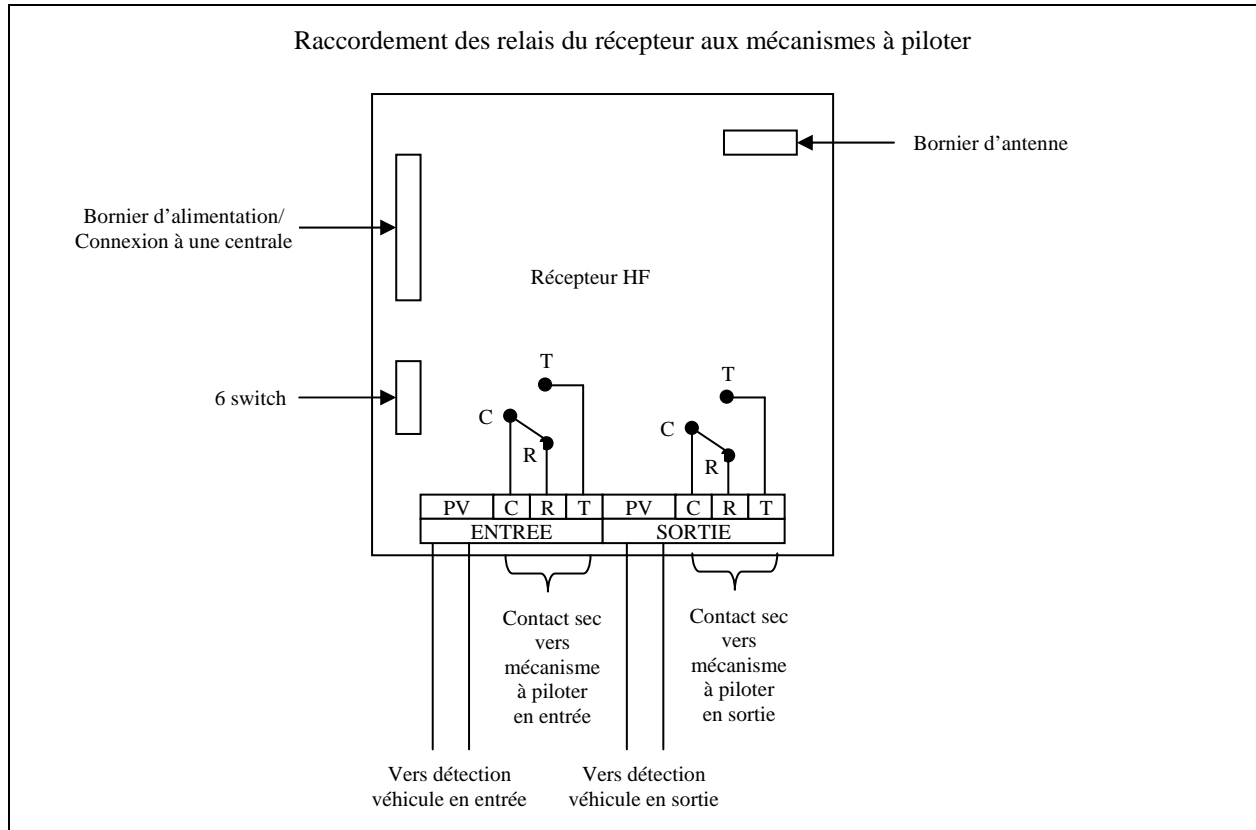 Raccordement des relais du récepteur aux mécanismes à piloter
Bornier d'antenne
Bornier d'alimentation/
Connexion à une centrale
Récepteur HF
6 switch
T
C
R
T
C
R
PV C R T PV C R T
ENTREE SORTIE
Contact sec
vers
mécanisme
à piloter
en entrée
Contact sec
vers
mécanisme
à piloter
en sortie
Vers détection
véhicule en entrée
Vers détection
véhicule en sortie